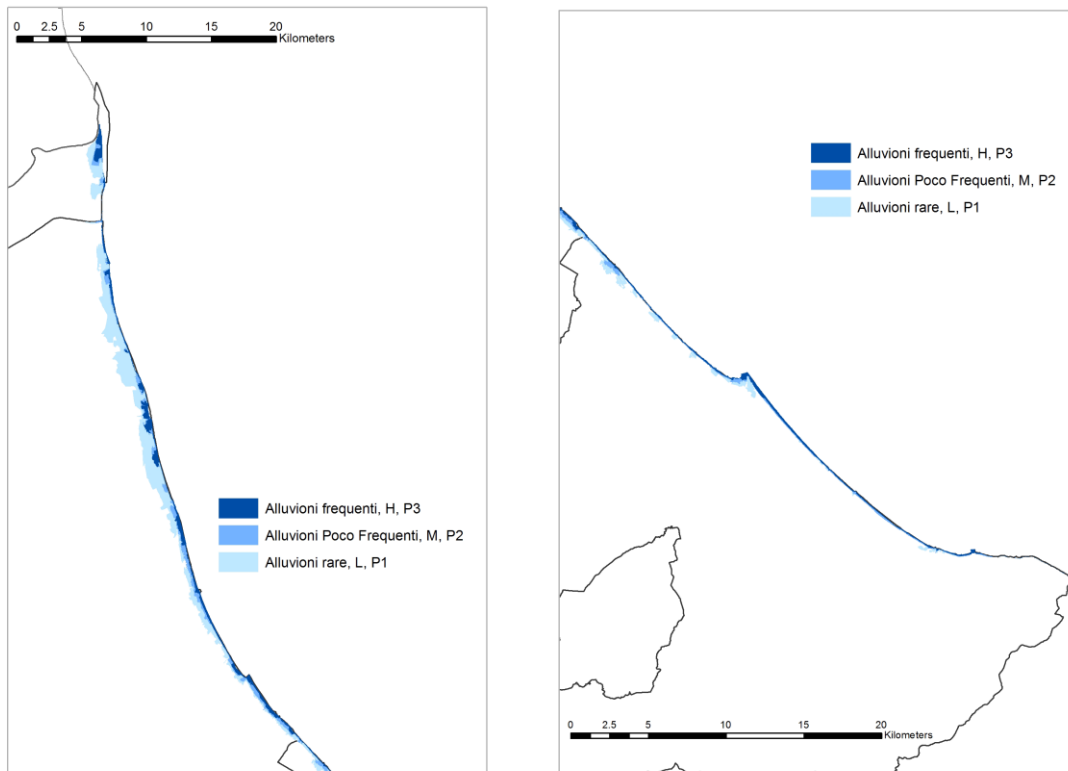 0 2.5 5 10 15 20
Kilometers
Alluvioni frequenti, H, P3
Alluvioni Poco Frequenti, M, P2
Alluvioni rare, L, P1
Alluvioni frequenti, H, P3
Alluvioni Poco Frequenti, M, P2
Alluvioni rare, L, P1
0 2.5 5 10 15 20
Kilometers